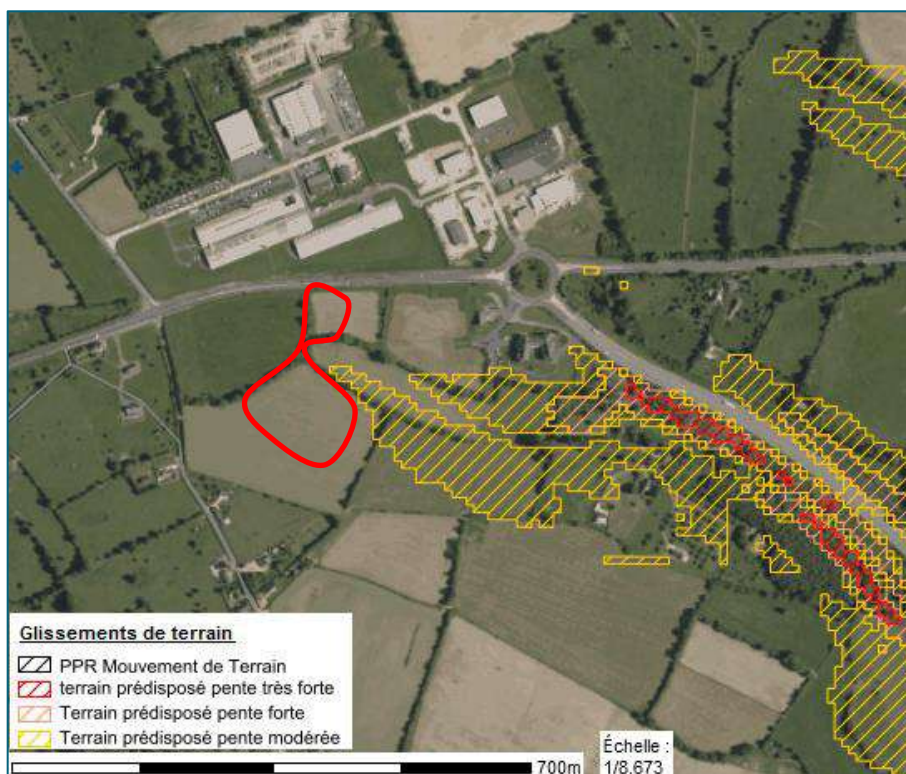 Glissements de terrain
PPR Mouvement de Terrain
terrain prédisposé pente très forte
Terrain prédisposé pente forte
Terrain prédisposé pente modérée
700m
Échelle :
1/8,673